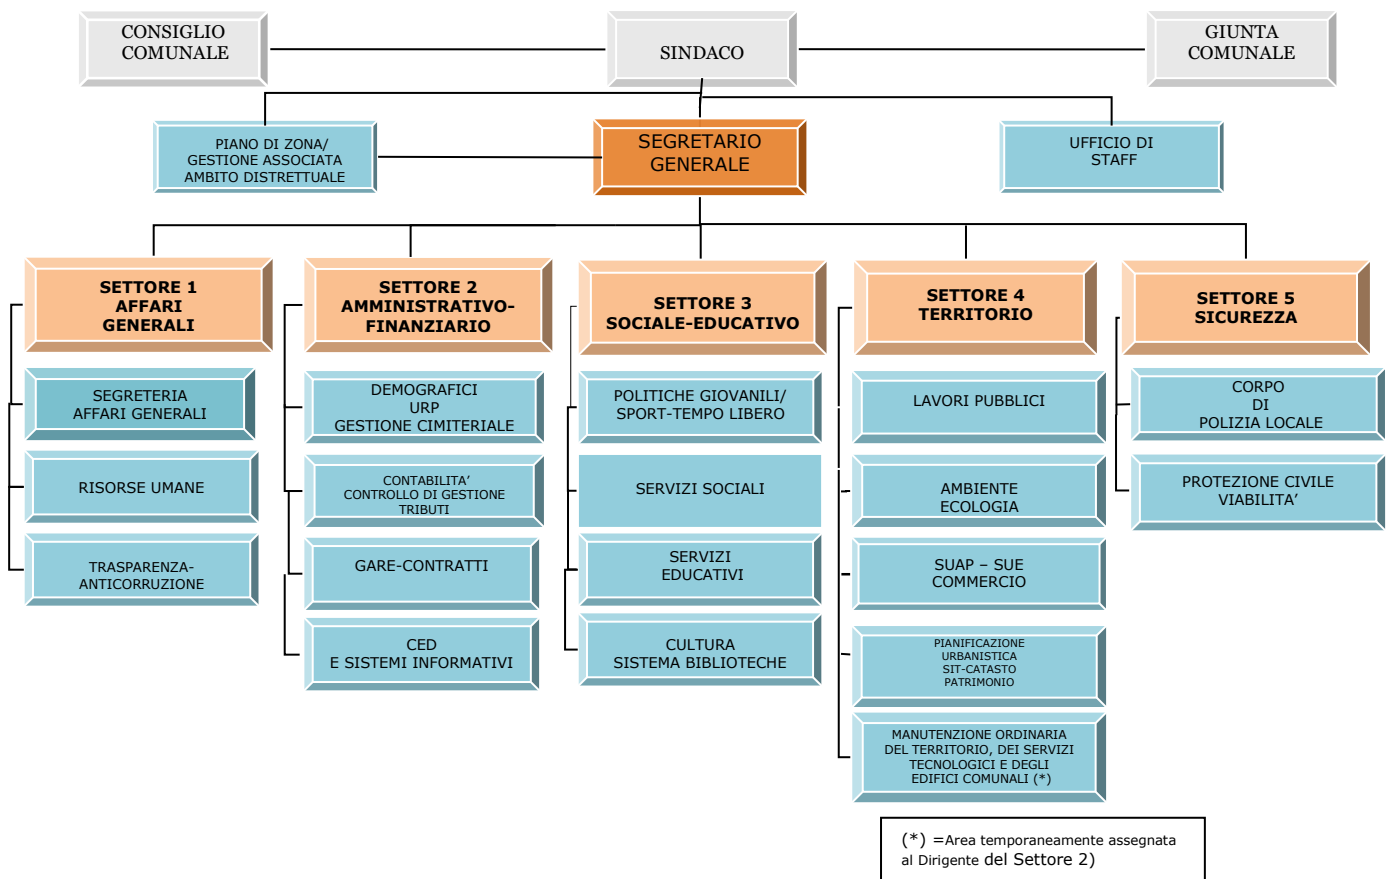 CONSIGLIO
COMUNALE
SINDACO
GIUNTA
COMUNALE
PIANO DI ZONA/
GESTIONE ASSOCIATA
AMBITO DISTRETTUALE
SEGRETARIO
GENERALE
UFFICIO DI
STAFF
SETTORE 1
AFFARI
GENERALI
SEGRETERIA
AFFARI GENERALI
RISORSE UMANE
TRASPARENZA-
ANTICORRUZIONE
SETTORE 2
AMMINISTRATIVO-
FINANZIARIO
DEMOGRAFICI
URP
GESTIONE CIMITERIALE
CONTABILITA’
CONTROLLO DI GESTIONE
TRIBUTI
GARE-CONTRATTI
CED
E SISTEMI INFORMATIVI
SETTORE 3
SOCIALE-EDUCATIVO
POLITICHE GIOVANILI/
SPORT-TEMPO LIBERO
SERVIZI SOCIALI
SERVIZI
EDUCATIVI
CULTURA
SISTEMA BIBLIOTECHE
SETTORE 4
TERRITORIO
LAVORI PUBBLICI
AMBIENTE
ECOLOGIA
SUAP – SUE
COMMERCIO
PIANIFICAZIONE
URBANISTICA
SIT-CATASTO
PATRIMONIO
MANUTENZIONE ORDINARIA
DEL TERRITORIO, DEI SERVIZI
TECNOLOGICI E DEGLI
EDIFICI COMUNALI (*)
SETTORE 5
SICUREZZA
CORPO
DI
POLIZIA LOCALE
PROTEZIONE CIVILE
VIABILITA’
(*) =Area temporaneamente assegnata
al Dirigente del Settore 2)